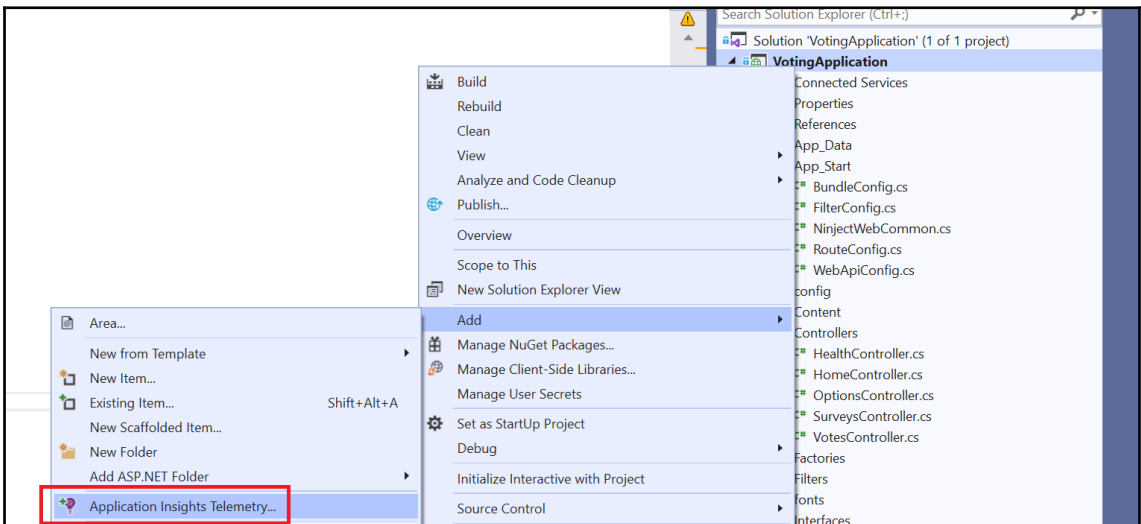 Search Solution Explorer (Ctrl+;)
Solution 'VotingApplication' (1 of 1 project)
VotingApplication
Connected Services
Properties
References
App_Data
App_Start
C# BundleConfig.cs
C# FilterConfig.cs
C# NinjectWebCommon.cs
C# RouteConfig.cs
C# WebApiConfig.cs
config
Content
Controllers
C# HealthController.cs
C# HomeController.cs
C# OptionsController.cs
C# SurveysController.cs
C# VotesController.cs
Factories
Filters
fonts
Interfaces
Build
Rebuild
Clean
View
Analyze and Code Cleanup
Publish...
Overview
Scope to This
New Solution Explorer View
Add
Manage NuGet Packages...
Manage Client-Side Libraries...
Manage User Secrets
Set as StartUp Project
Debug
Initialize Interactive with Project
Source Control
Area...
New from Template
New Item...
Existing Item... Shift+Alt+A
New Scaffolded Item...
New Folder
Add ASP.NET Folder
Application Insights Telemetry...